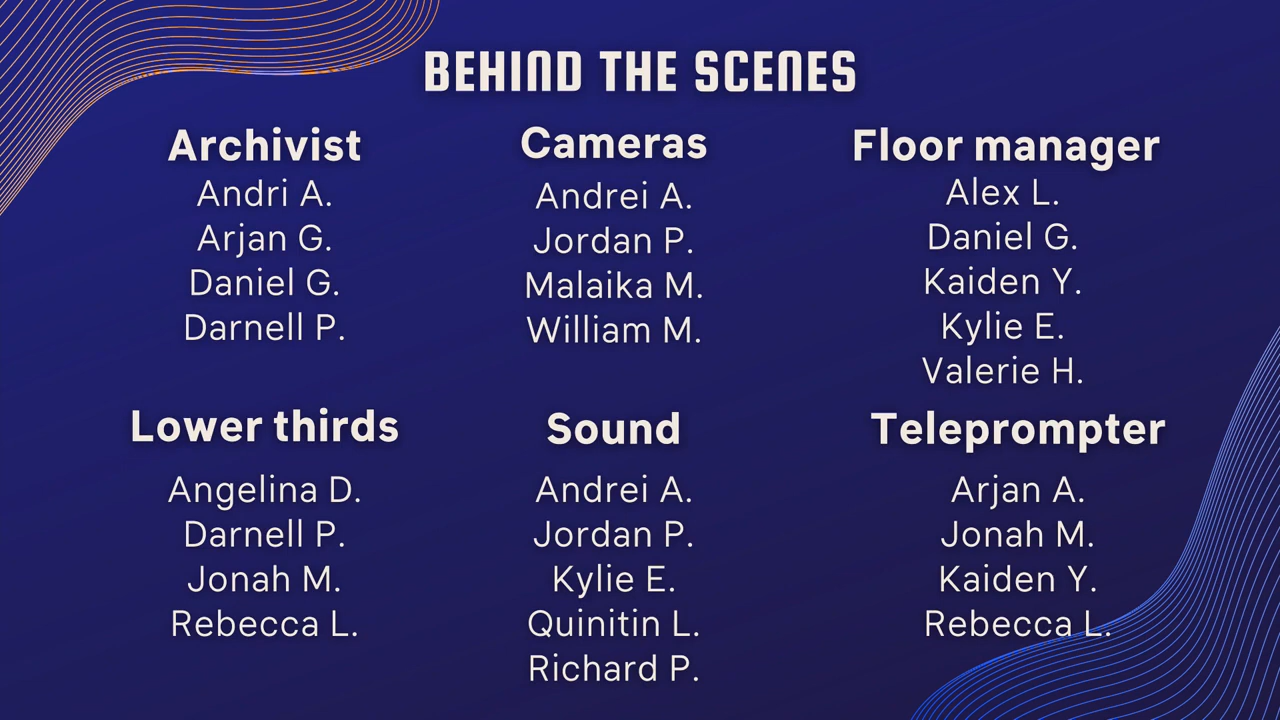 BEHIND THE SCENES
Archivist
Andri A.
Arjan G.
Daniel G.
Darnell P.
Cameras
Andrei A.
Jordan P.
Malaika M.
William M.
Floor manager
Alex L.
Daniel G.
Kaiden Y.
Kylie E.
Valerie H.
Lower thirds
Angelina D.
Darnell P.
Jonah M.
Rebecca L.
Sound
Andrei A.
Jordan P.
Kylie E.
Quinitin L.
Richard P.
Teleprompter
Arjan A.
Jonah M.
Kaiden Y.
Rebecca L.